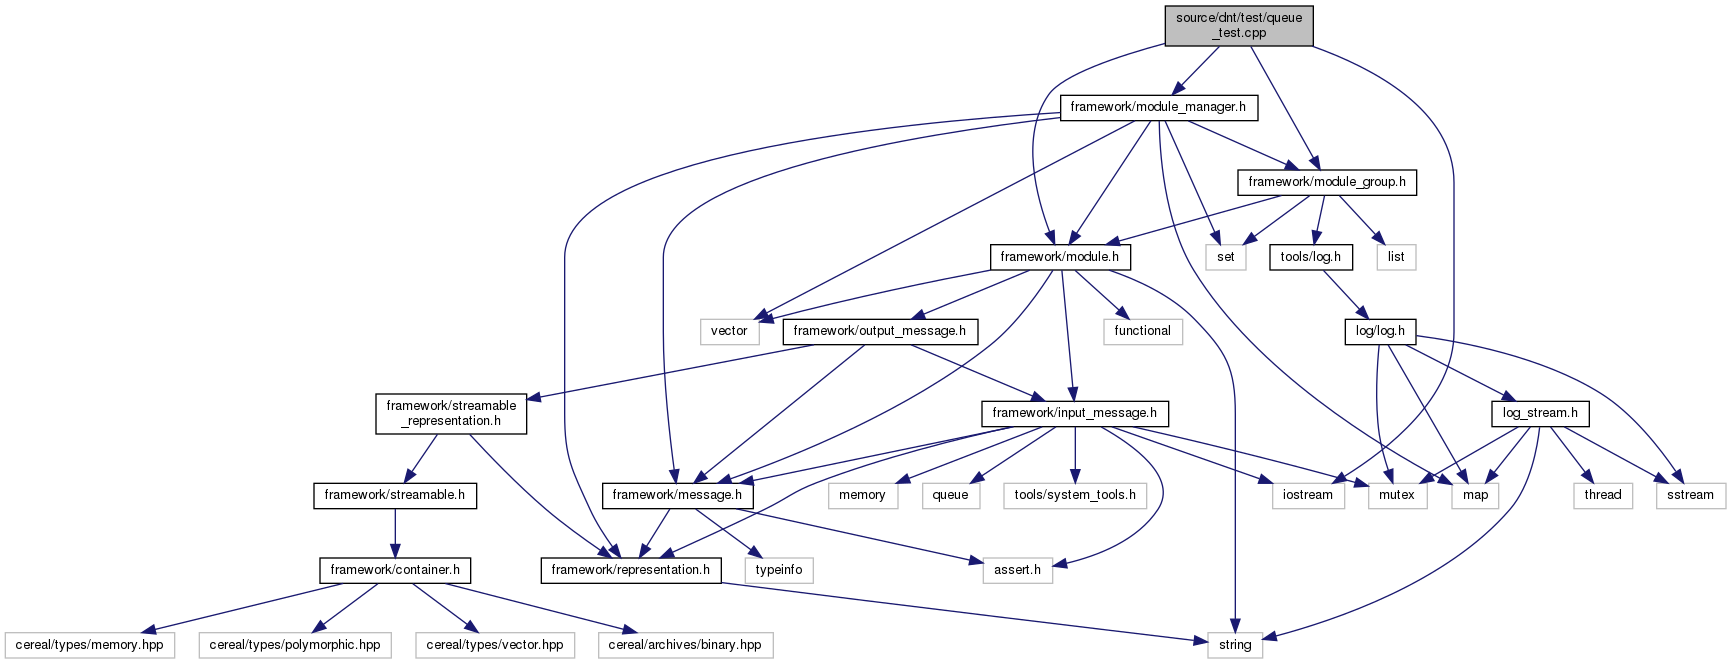 source/dnt/test/queue
_test.cpp
framework/module_manager.h
framework/module_group.h
framework/module.h
set
tools/log.h
list
vector
framework/output_message.h
functional
log/log.h
framework/streamable
_representation.h
framework/input_message.h
log_stream.h
framework/streamable.h
framework/message.h
memory
queue
tools/system_tools.h
iostream
mutex
map
thread
sstream
framework/container.h
framework/representation.h
typeinfo
assert.h
cereal/types/memory.hpp
cereal/types/polymorphic.hpp
cereal/types/vector.hpp
cereal/archives/binary.hpp
string